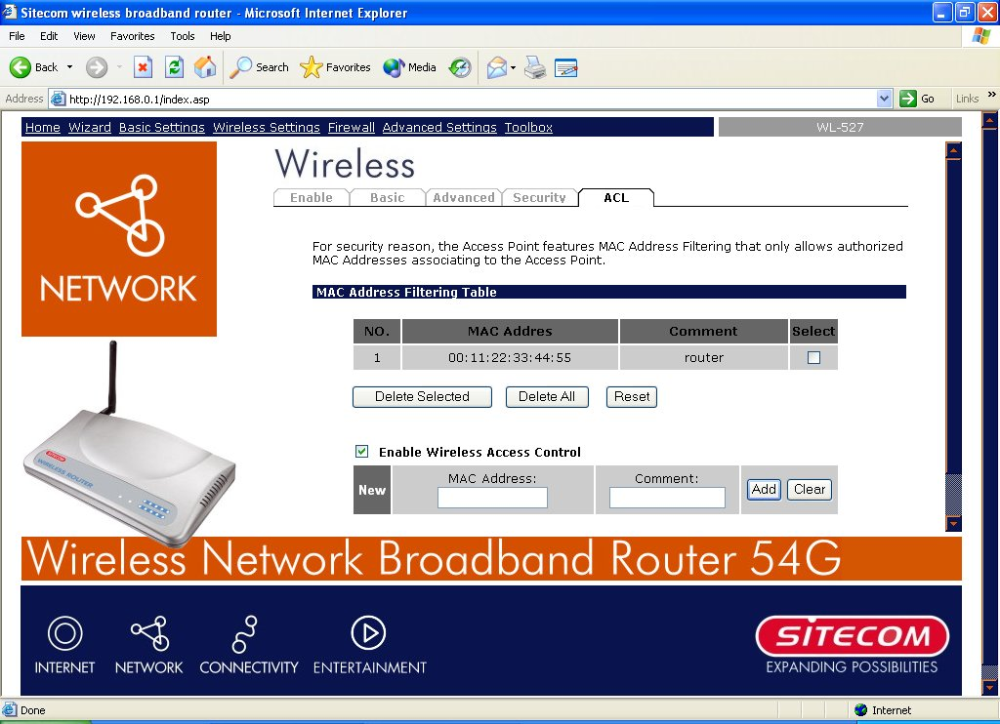 Sitecom wireless broadband router - Microsoft Internet Explorer
File Edit View Favorites Tools Help
Back Search Favorites Media
Address http://192.168.0.1/index.asp Go Links »
Home Wizard Basic Settings Wireless Settings Firewall Advanced Settings Toolbox WL-527
NETWORK
Wireless
Enable Basic Advanced Security ACL
For security reason, the Access Point features MAC Address Filtering that only allows authorized
MAC Addresses associating to the Access Point.
MAC Address Filtering Table
NO. MAC Addres Comment Select
1 00:11:22:33:44:55 router
Delete Selected Delete All Reset
Enable Wireless Access Control
New MAC Address: Comment: Add Clear
SITECOM
WIRELESS ROUTER
Wireless Network Broadband Router 54G
INTERNET NETWORK CONNECTIVITY ENTERTAINMENT
SITECOM
EXPANDING POSSIBILITIES
Done Internet